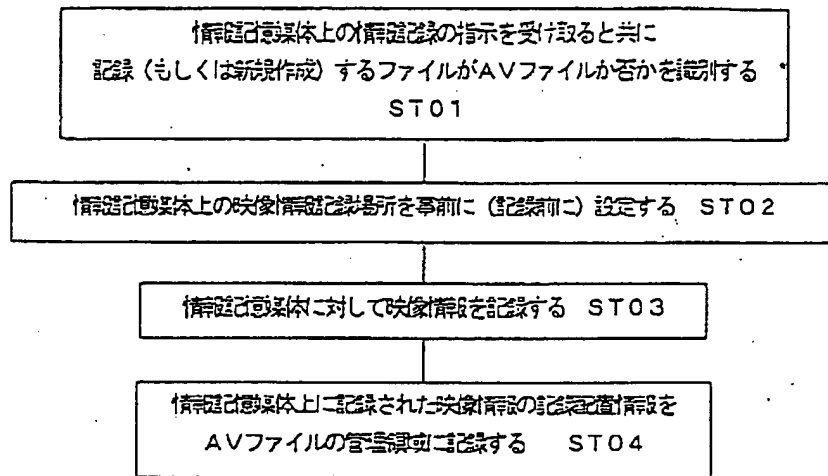 情報記憶媒体上の情報記録の指示を受け取ると共に
記録（もしくは新規作成）するファイルがAVファイルか否かを識別する
ST01
情報記憶媒体上の映像情報記録場所を事前に（記録前に）設定する ST02
情報記憶媒体に対して映像情報を記録する ST03
情報記憶媒体上に記録された映像情報の記録配置情報を
AVファイルの管理領域に記録する ST04